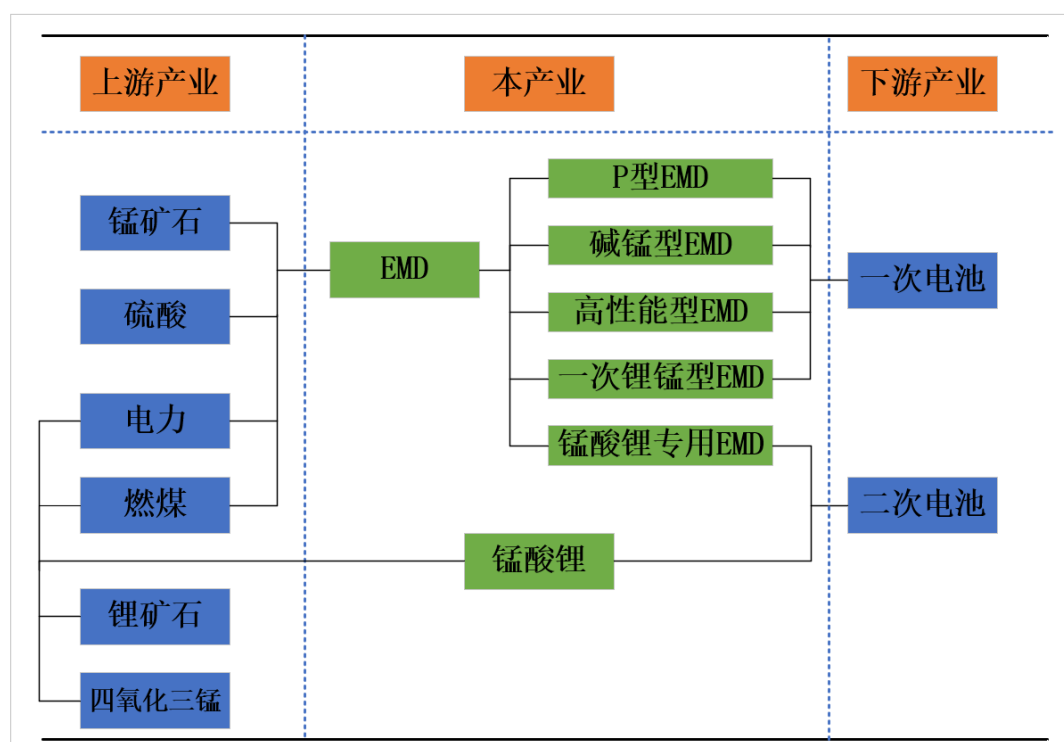 上游产业
本产业
下游产业
锰矿石
硫酸
电力
燃煤
锂矿石
四氧化三锰
EMD
P型EMD
碱锰型EMD
高性能型EMD
一次锂锰型EMD
锰酸锂专用EMD
锰酸锂
一次电池
二次电池